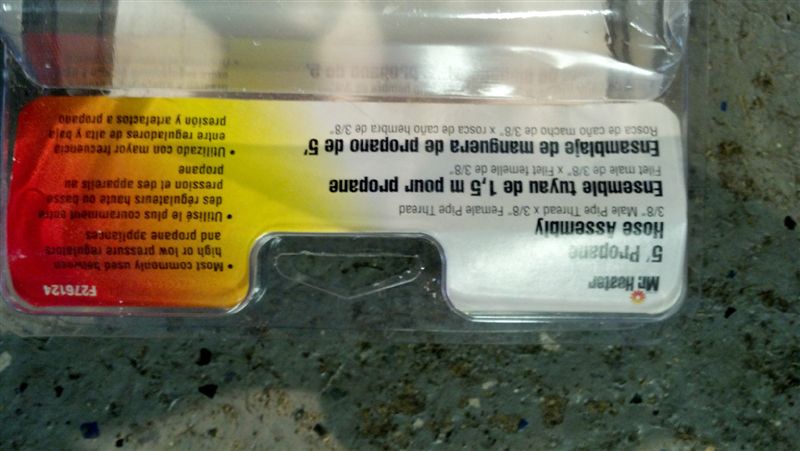 Mr. Heater
5' Propane
Hose Assembly
3/8" Male Pipe Thread x 3/8" Female Pipe Thread
Ensemble tuyau de 1,5 m pour propane
Filet male de 3/8" x Filet femelle de 3/8"
Ensamblaje de manguera de propano de 5'
Rosca de caño macho de 3/8" x rosca de caño hembra de 3/8"
F276124
• Most commonly used between
high or low pressure regulators
and propane appliances
• Utilisé le plus couramment entre
des régulateurs haute ou basse
pression et des appareils au
propane
• Utilizado con mayor frecuencia
entre reguladores de alta y baja
presión y artefactos a propano